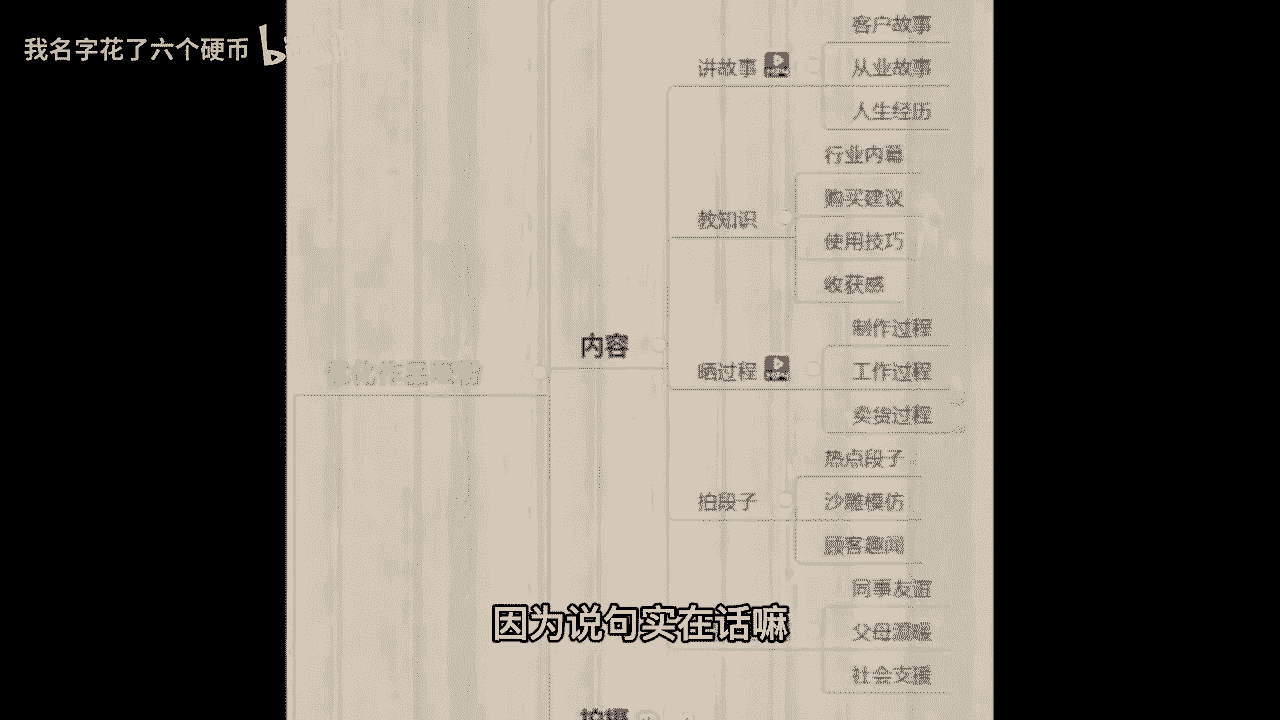 我名字花了六个硬币
客户故事
讲故事
从业故事
人生经历
行业内幕
购买建议
教知识
使用技巧
收获感
制作过程
内容
晒过程
工作过程
卖货过程
热点段子
拍段子
沙雕模仿
顾客趣闻
同事友谊
因为说句实在话嘛
父母温暖
社会支援
拍摄